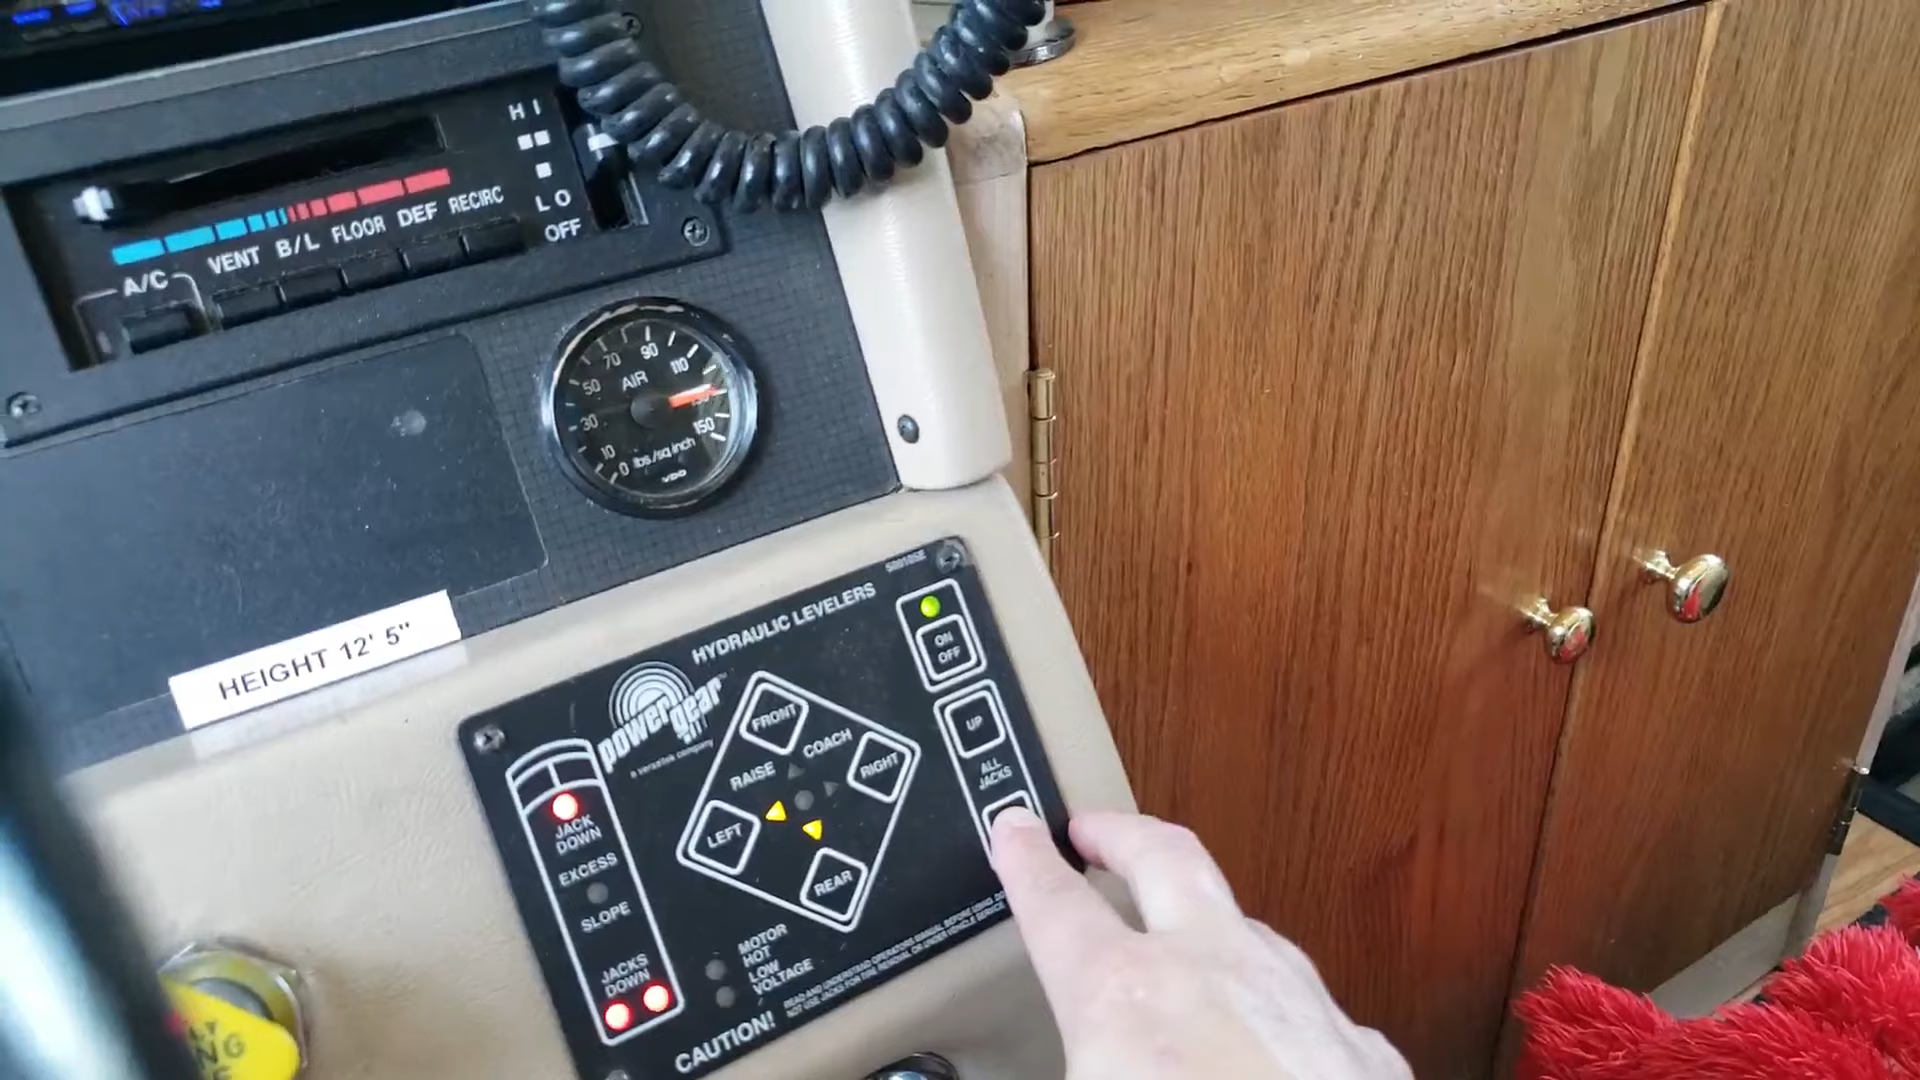 HI
LO
OFF
A/C VENT B/L FLOOR DEF RECIRC
70 90
50 AIR 110
30
10 150
0 lbs/sq inch
VDO
HEIGHT 12' 5"
HYDRAULIC LEVELERS
power gear
ON
OFF
FRONT
COACH
RAISE
RIGHT
LEFT
REAR
UP
ALL
JACKS
JACK
DOWN
EXCESS
SLOPE
JACKS
DOWN
MOTOR
HOT
LOW
VOLTAGE
CAUTION!
READ AND UNDERSTAND OPERATORS MANUAL BEFORE USING
NOT USE JACKS FOR TIRE REMOVAL OR UNDER VEHICLE SERVICE